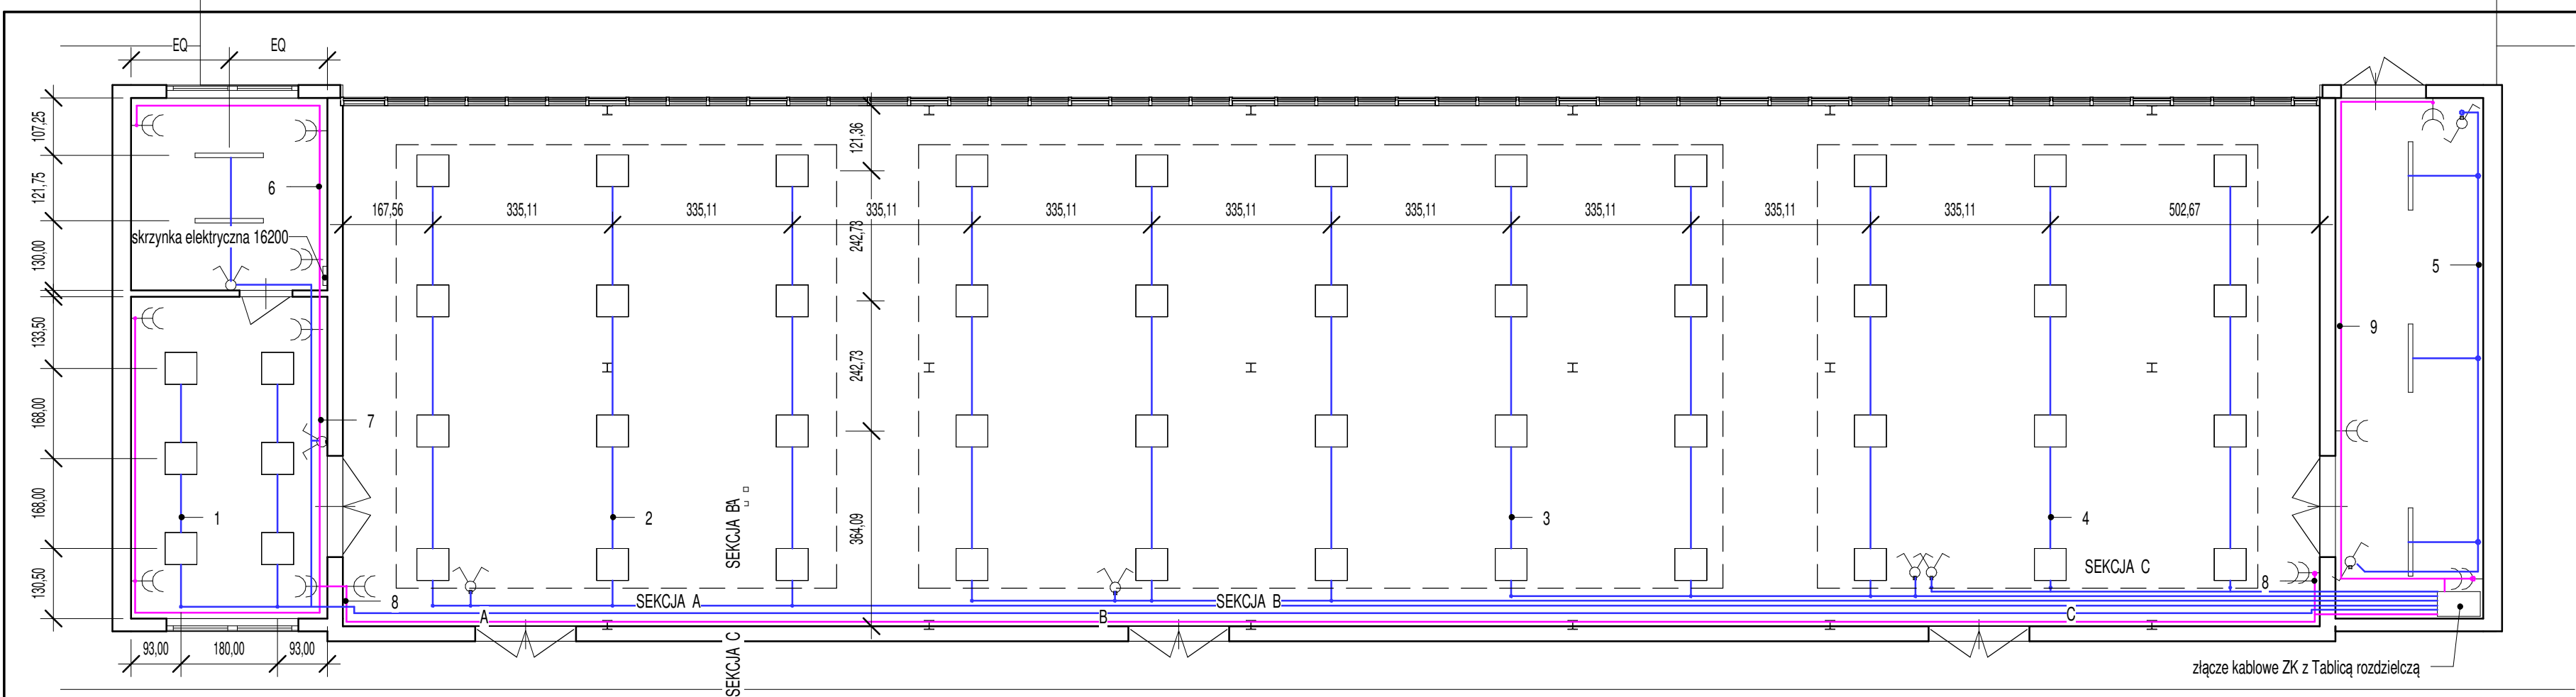 EQ EQ
107,25
121,75
130,00
133,50
168,00
168,00
130,50
6
skrzynka elektryczna 16200
7
1
8
93,00 180,00 93,00
121,36
167,56 335,11 335,11 335,11 335,11 335,11 335,11 335,11 335,11 335,11 502,67
242,73
242,73
364,09
2
3
4
5
9
SEKCJA C
8
SEKCJA A
SEKCJA B
A
B
C
SEKCJA C
złącze kablowe ZK z Tablicą rozdzielczą